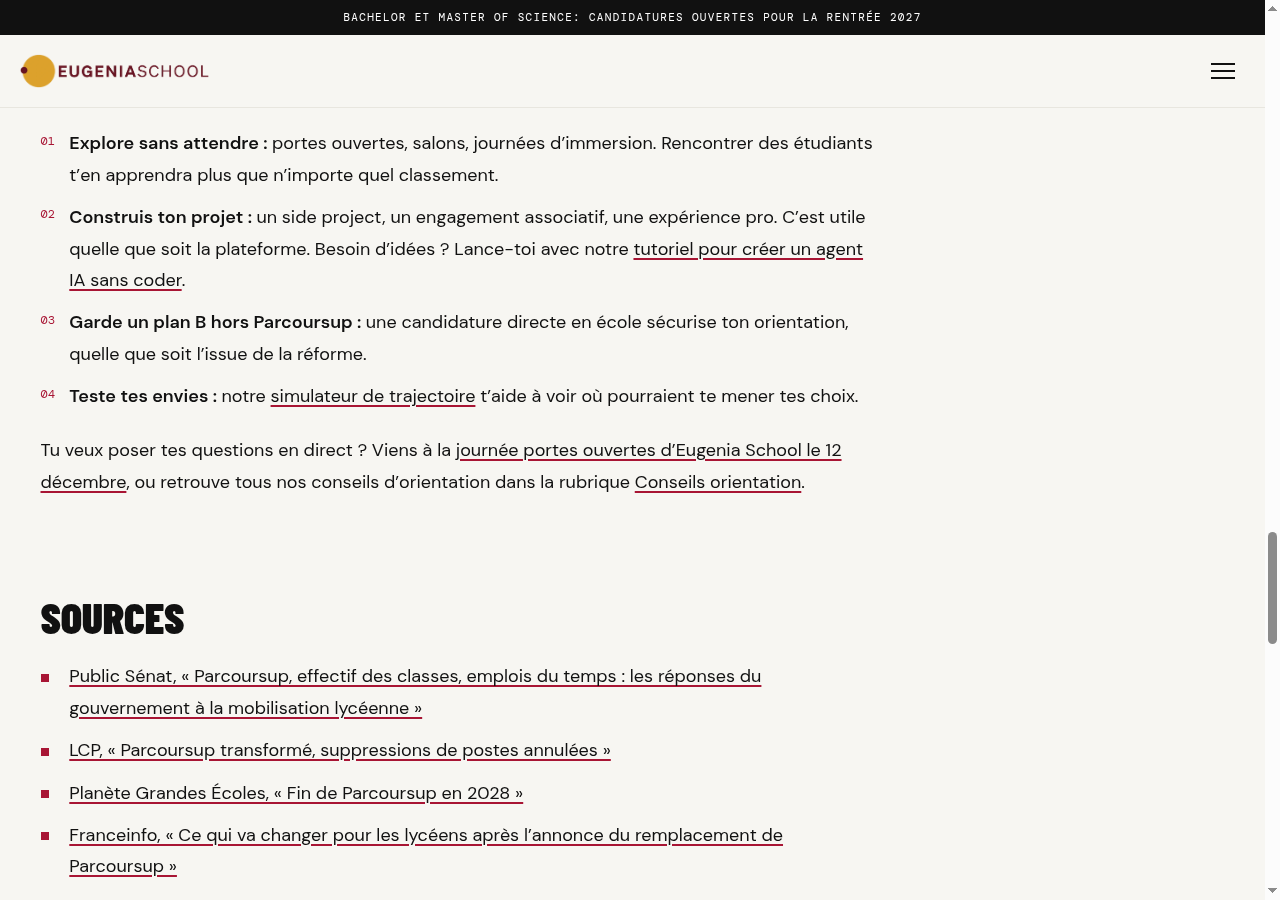 BACHELOR ET MASTER OF SCIENCE: CANDIDATURES OUVERTES POUR LA RENTRÉE 2027
EUGENIASCHOOL
01 Explore sans attendre : portes ouvertes, salons, journées d’immersion. Rencontrer des étudiants
t’en apprendra plus que n’importe quel classement.
02 Construis ton projet : un side project, un engagement associatif, une expérience pro. C’est utile
quelle que soit la plateforme. Besoin d’idées ? Lance-toi avec notre tutoriel pour créer un agent
IA sans coder.
03 Garde un plan B hors Parcoursup : une candidature directe en école sécurise ton orientation,
quelle que soit l’issue de la réforme.
04 Teste tes envies : notre simulateur de trajectoire t’aide à voir où pourraient te mener tes choix.
Tu veux poser tes questions en direct ? Viens à la journée portes ouvertes d’Eugenia School le 12
décembre, ou retrouve tous nos conseils d’orientation dans la rubrique Conseils orientation.
SOURCES
Public Sénat, « Parcoursup, effectif des classes, emplois du temps : les réponses du
gouvernement à la mobilisation lycéenne »
LCP, « Parcoursup transformé, suppressions de postes annulées »
Planète Grandes Écoles, « Fin de Parcoursup en 2028 »
Franceinfo, « Ce qui va changer pour les lycéens après l’annonce du remplacement de
Parcoursup »